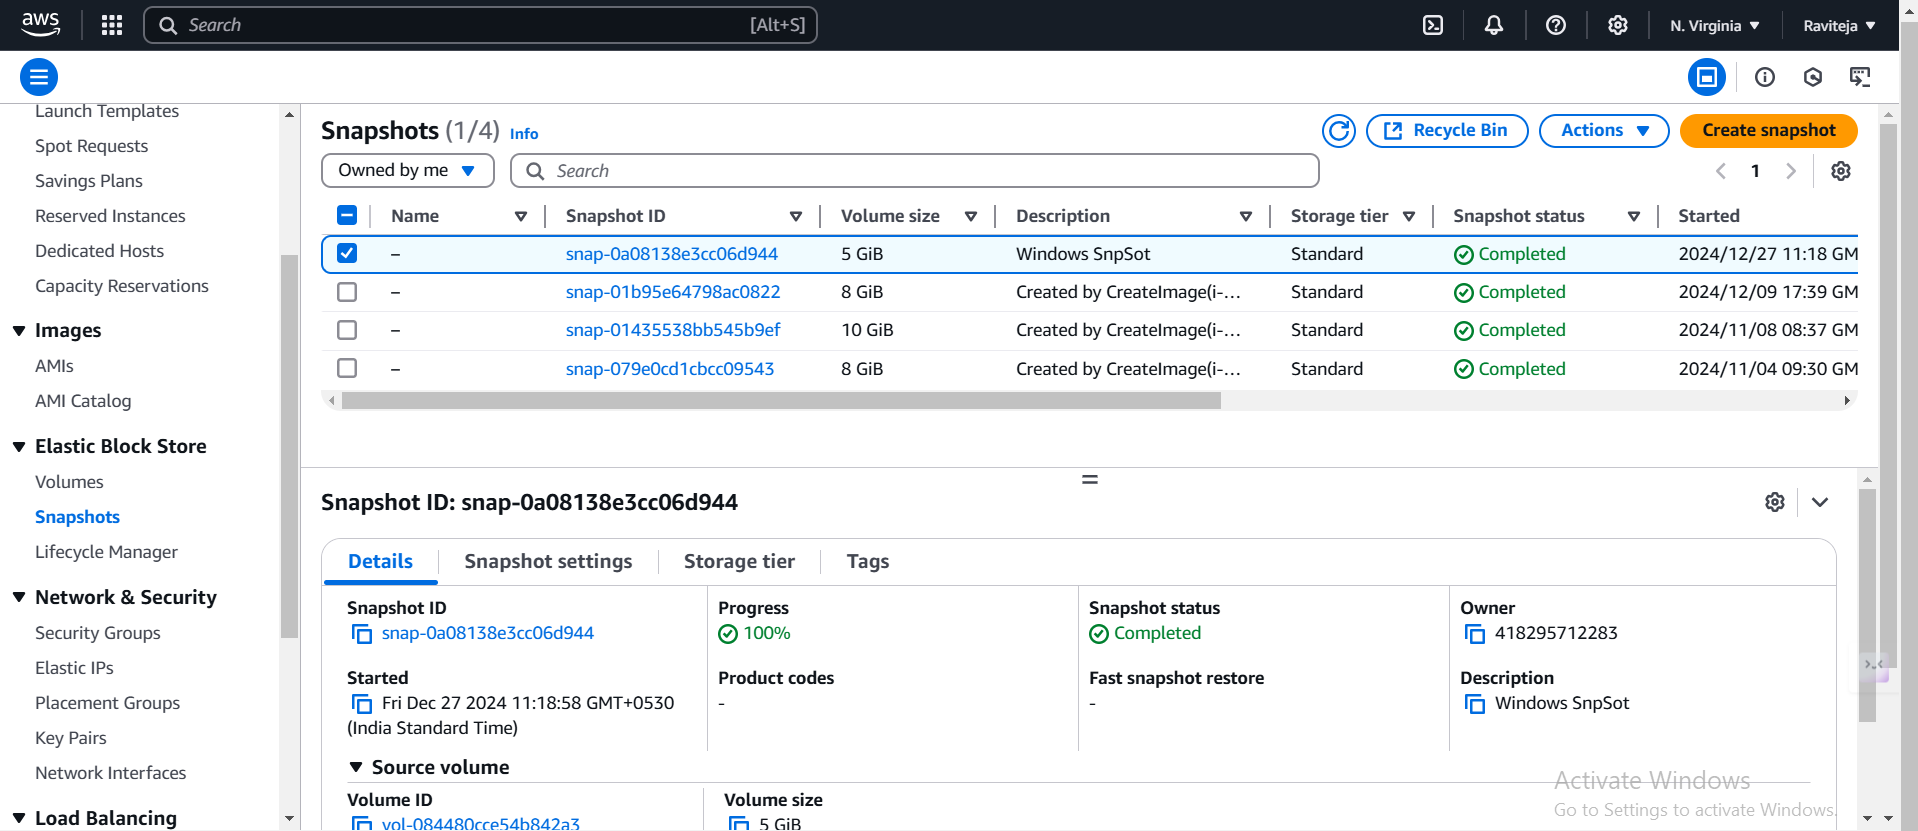 aws Search [Alt+S] N. Virginia Raviteja
Launch Templates
Spot Requests
Savings Plans
Reserved Instances
Dedicated Hosts
Capacity Reservations
Images
AMIs
AMI Catalog
Elastic Block Store
Volumes
Snapshots
Lifecycle Manager
Network & Security
Security Groups
Elastic IPs
Placement Groups
Key Pairs
Network Interfaces
Load Balancing
Snapshots (1/4) Info Recycle Bin Actions Create snapshot
Owned by me Search 1
Name Snapshot ID Volume size Description Storage tier Snapshot status Started
– snap-0a08138e3cc06d944 5 GiB Windows SnpSot Standard Completed 2024/12/27 11:18 GM
– snap-01b95e64798ac0822 8 GiB Created by CreateImage(i-... Standard Completed 2024/12/09 17:39 GM
– snap-01435538bb545b9ef 10 GiB Created by CreateImage(i-... Standard Completed 2024/11/08 08:37 GM
– snap-079e0cd1cbcc09543 8 GiB Created by CreateImage(i-... Standard Completed 2024/11/04 09:30 GM
Snapshot ID: snap-0a08138e3cc06d944
Details Snapshot settings Storage tier Tags
Snapshot ID Progress Snapshot status Owner
snap-0a08138e3cc06d944 100% Completed 418295712283
Started Product codes Fast snapshot restore Description
Fri Dec 27 2024 11:18:58 GMT+0530 - - Windows SnpSot
(India Standard Time)
Source volume
Volume ID Volume size
vol-084480cce54b842a3 5 GiB
Activate Windows
Go to Settings to activate Windows.